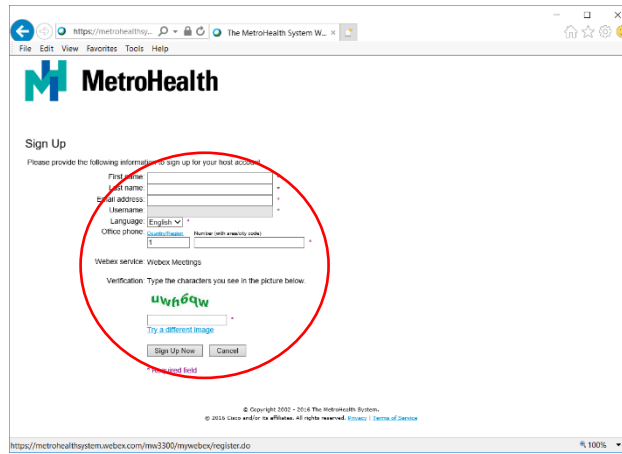 https://metrohealthsy...
The MetroHealth System W...
File Edit View Favorites Tools Help
MetroHealth
Sign Up
Please provide the following information to sign up for your host account.
First name: *
Last name: *
Email address: *
Username: *
Language: English *
Office phone: Country/Region Number (with area/city code)
1 *
Webex service: Webex Meetings
Verification: Type the characters you see in the picture below.
*
Try a different image
Sign Up Now Cancel
* Required field
© Copyright 2002 - 2016 The MetroHealth System.
© 2016 Cisco and/or its affiliates. All rights reserved. Privacy | Terms of Service
https://metrohealthsystem.webex.com/mw3300/mywebex/register.do
100%